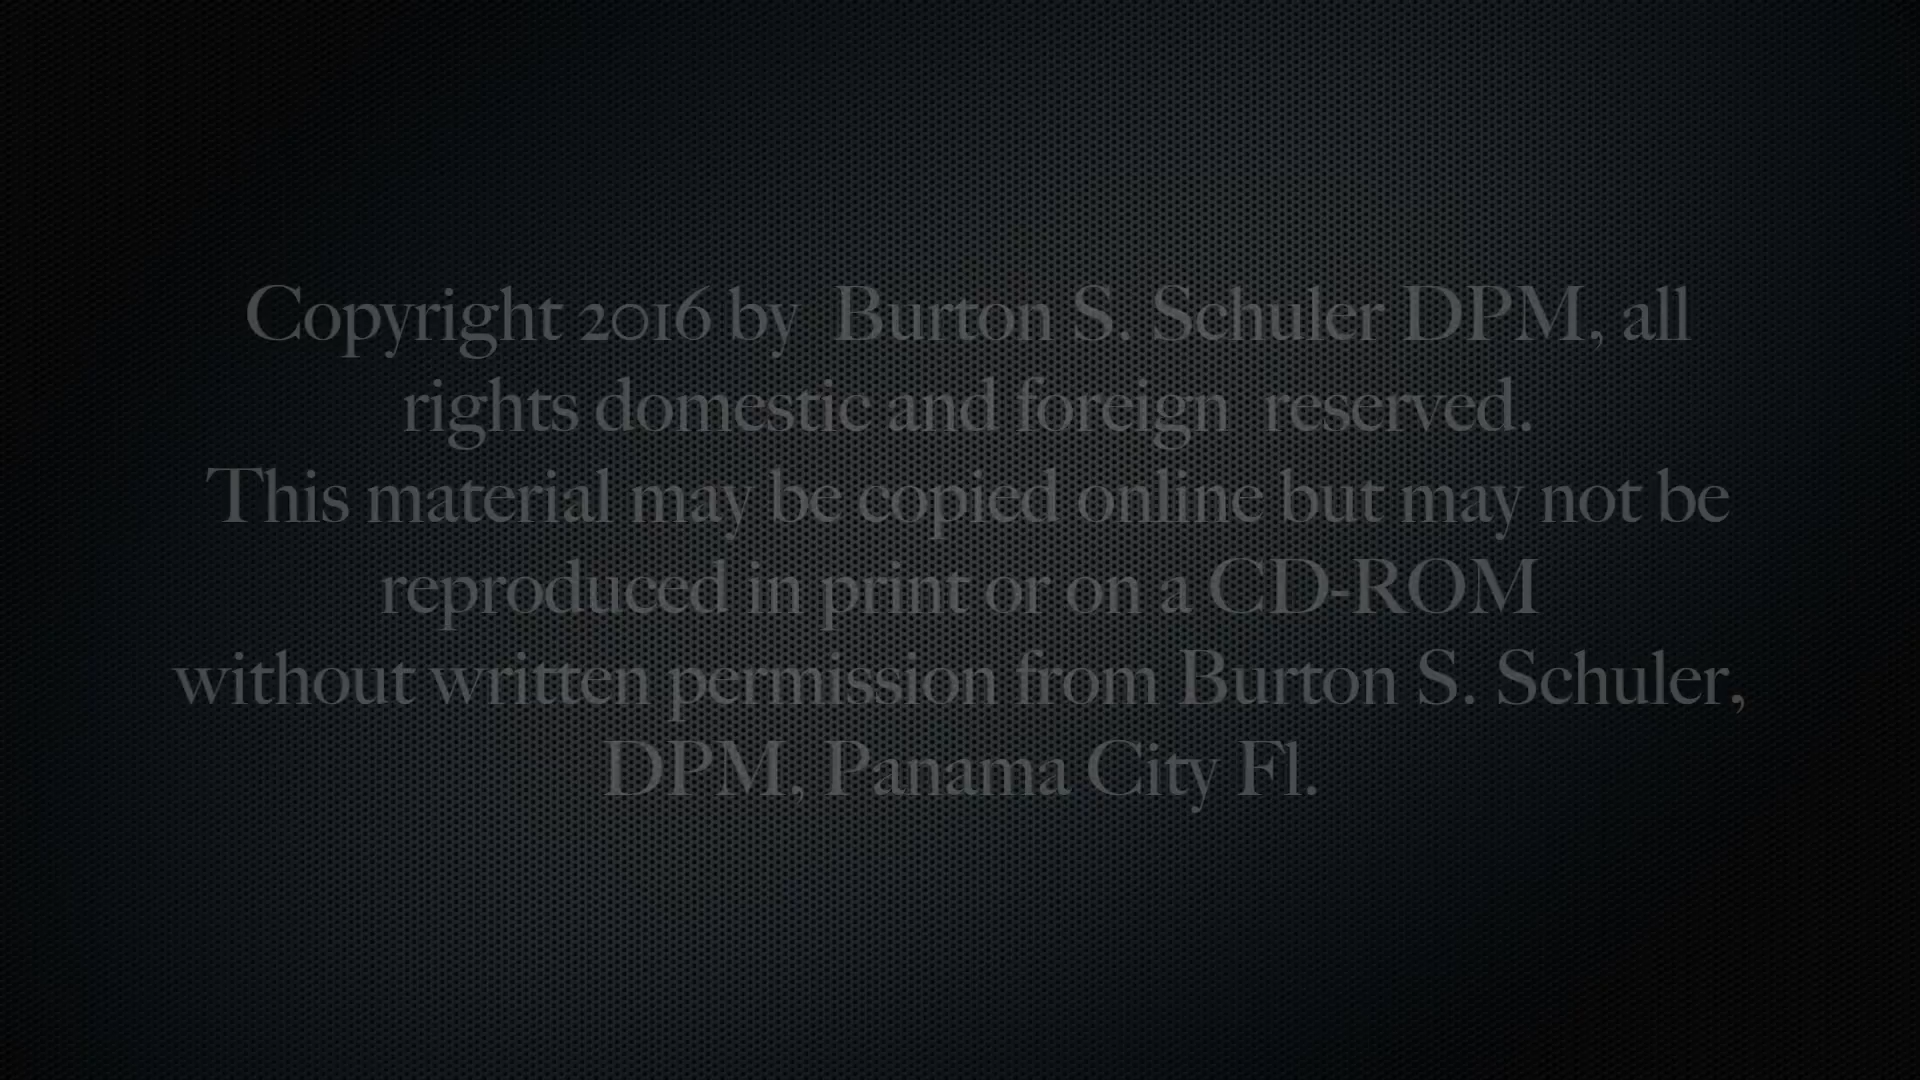 Copyright 2016 by  Burton S. Schuler DPM, all
rights domestic and foreign  reserved.
This material may be copied online but may not be
reproduced in print or on a CD-ROM
without written permission from Burton S. Schuler,
DPM, Panama City Fl.